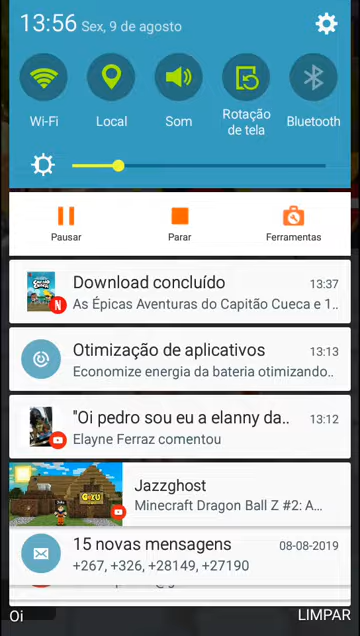 13:56 Sex, 9 de agosto
Wi-Fi
Local
Som
Rotação
de tela
Bluetooth
Pausar
Parar
Ferramentas
Download concluído 13:37
As Épicas Aventuras do Capitão Cueca e 1..
Otimização de aplicativos 13:13
Economize energia da bateria otimizando..
"Oi pedro sou eu a elanny da.. 13:12
Elayne Ferraz comentou
Jazzghost
Minecraft Dragon Ball Z #2: A...
15 novas mensagens 08-08-2019
+267, +326, +28149, +27190
Oi LIMPAR